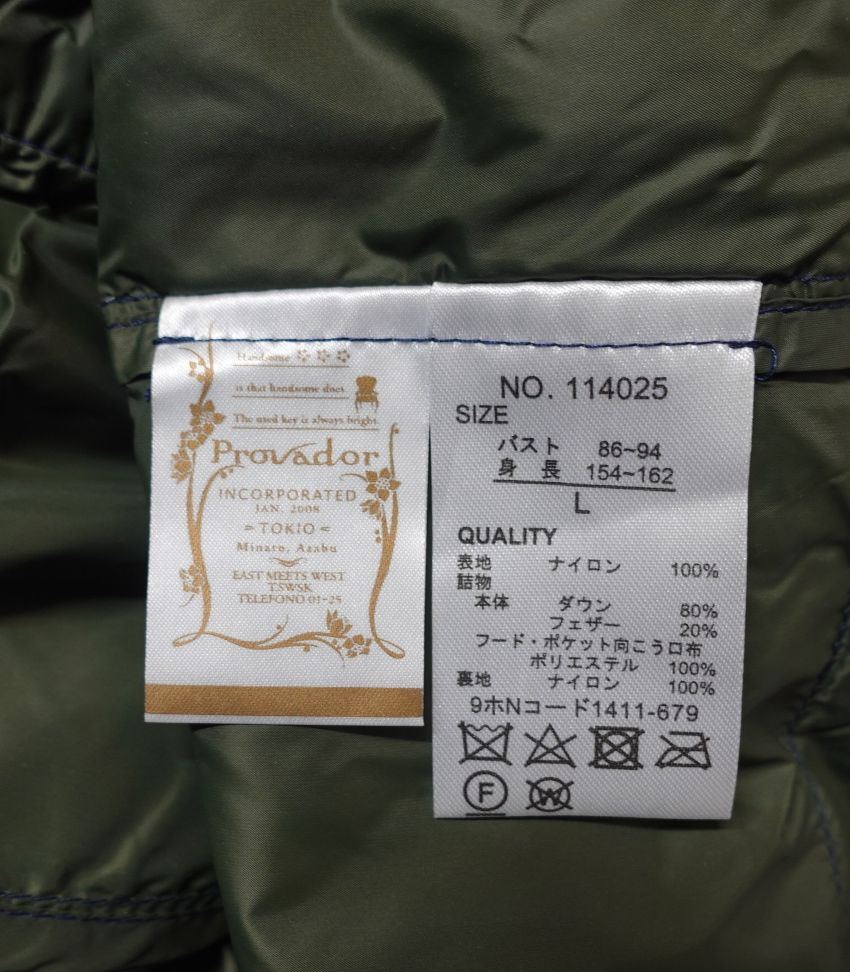 Handsome
is that handsome does.
The used key is always bright.
Provador
INCORPORATED
JAN. 2008
TOKIO
Minato, Azabu
EAST MEETS WEST
T.SWSK
TELEFONO 01-25
NO. 114025
SIZE
バスト 86~94
身長 154~162
L
QUALITY
表地 ナイロン 100%
詰物
本体 ダウン 80%
フェザー 20%
フード・ポケット向こう口布
ポリエステル 100%
裏地 ナイロン 100%
9ホNコード1411-679
F W